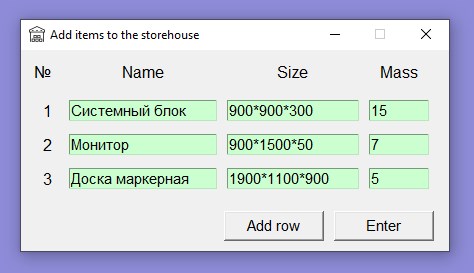 Add items to the storehouse
№ Name Size Mass
1 Системный блок 900*900*300 15
2 Монитор 900*1500*50 7
3 Доска маркерная 1900*1100*900 5
Add row Enter